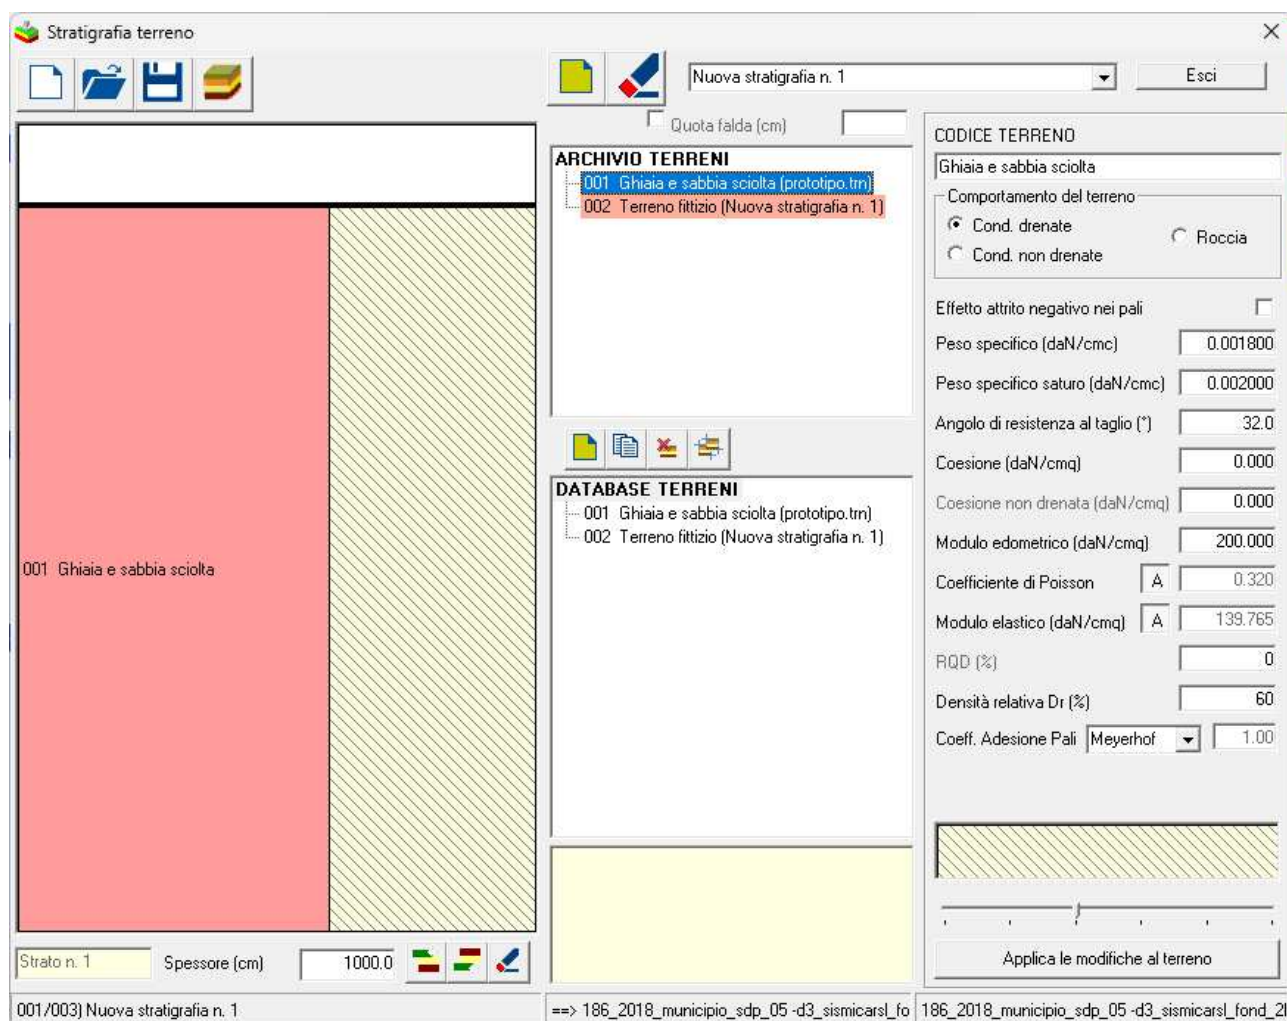 Stratigrafia terreno
Nuova stratigrafia n. 1
Esci
Quota falda (cm)
001 Ghiaia e sabbia sciolta
Strato n. 1
Spessore (cm)
1000.0
ARCHIVIO TERRENI
001 Ghiaia e sabbia sciolta (prototipo.trn)
002 Terreno fittizio (Nuova stratigrafia n. 1)
DATABASE TERRENI
001 Ghiaia e sabbia sciolta (prototipo.trn)
002 Terreno fittizio (Nuova stratigrafia n. 1)
CODICE TERRENO
Ghiaia e sabbia sciolta
Comportamento del terreno
Cond. drenate
Roccia
Cond. non drenate
Effetto attrito negativo nei pali
Peso specifico (daN/cmc) 0.001800
Peso specifico saturo (daN/cmc) 0.002000
Angolo di resistenza al taglio (°) 32.0
Coesione (daN/cmq) 0.000
Coesione non drenata (daN/cmq) 0.000
Modulo edometrico (daN/cmq) 200.000
Coefficiente di Poisson A 0.320
Modulo elastico (daN/cmq) A 139.765
RQD (%) 0
Densità relativa Dr (%) 60
Coeff. Adesione Pali Meyerhof 1.00
Applica le modifiche al terreno
001/003) Nuova stratigrafia n. 1
==> 186_2018_municipio_sdp_05 -d3_sismicarsl_fo
186_2018_municipio_sdp_05 -d3_sismicarsl_fond_2